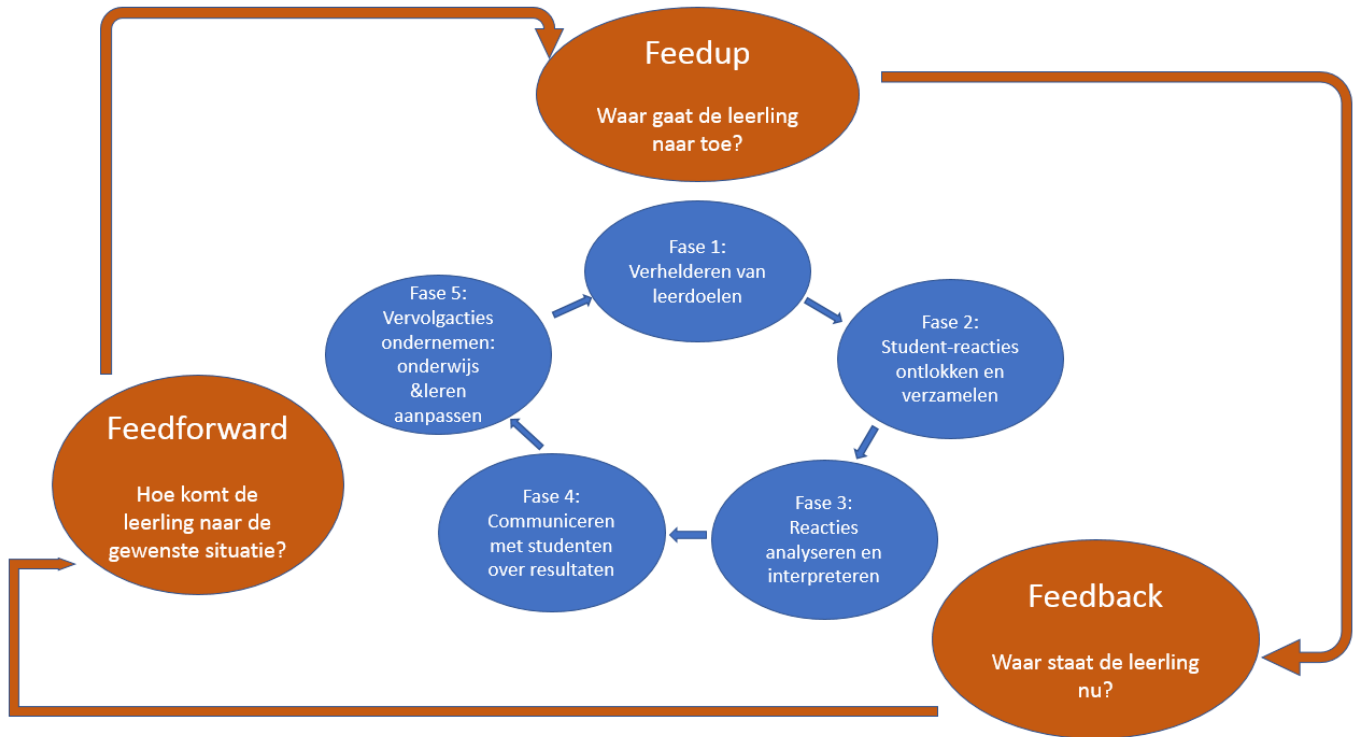 Feedup
Waar gaat de leerling
naar toe?
Fase 1:
Verhelderen van
leerdoelen
Fase 2:
Student-reacties
ontlokken en
verzamelen
Fase 3:
Reacties
analyseren en
interpreteren
Fase 4:
Communiceren
met studenten
over resultaten
Fase 5:
Vervolgacties
ondernemen:
onderwijs
&leren
aanpassen
Feedback
Waar staat de leerling
nu?
Feedforward
Hoe komt de
leerling naar de
gewenste situatie?